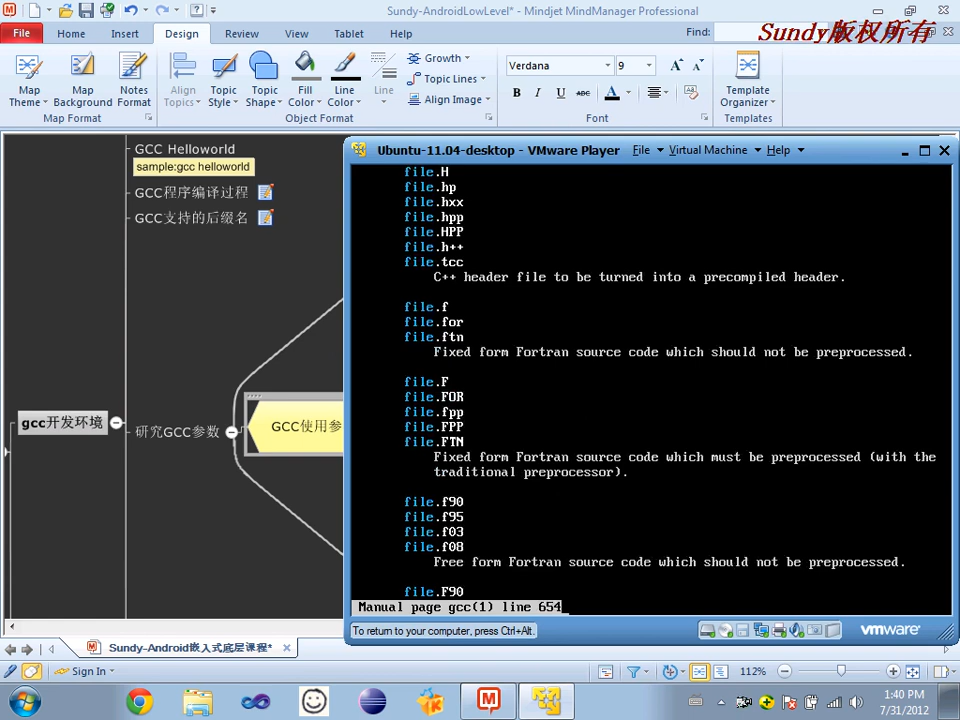 Sundy-AndroidLowLevel* - Mindjet MindManager Professional
File Home Insert Design Review View Tablet Help Find:
Sundy版权所有
Map Theme
Map Background
Notes Format
Align Topics
Topic Style
Topic Shape
Fill Color
Line Color
Line
Growth
Topic Lines
Align Image
Verdana 9
B I U ABC A
Template Organizer
Map Format Object Format Font Templates
GCC Helloworld
sample:gcc helloworld
GCC程序编译过程
GCC支持的后缀名
gcc开发环境
研究GCC参数
GCC使用参
Ubuntu-11.04-desktop - VMware Player File Virtual Machine Help
file.H
file.hp
file.hxx
file.hpp
file.HPP
file.h++
file.tcc
C++ header file to be turned into a precompiled header.
file.f
file.for
file.ftn
Fixed form Fortran source code which should not be preprocessed.
file.F
file.FOR
file.fpp
file.FPP
file.FTN
Fixed form Fortran source code which must be preprocessed (with the
traditional preprocessor).
file.f90
file.f95
file.f03
file.f08
Free form Fortran source code which should not be preprocessed.
file.F90
Manual page gcc(1) line 654
To return to your computer, press Ctrl+Alt.
vmware
Sundy-Android嵌入式底层课程*
Sign In 112%
1:40 PM
7/31/2012